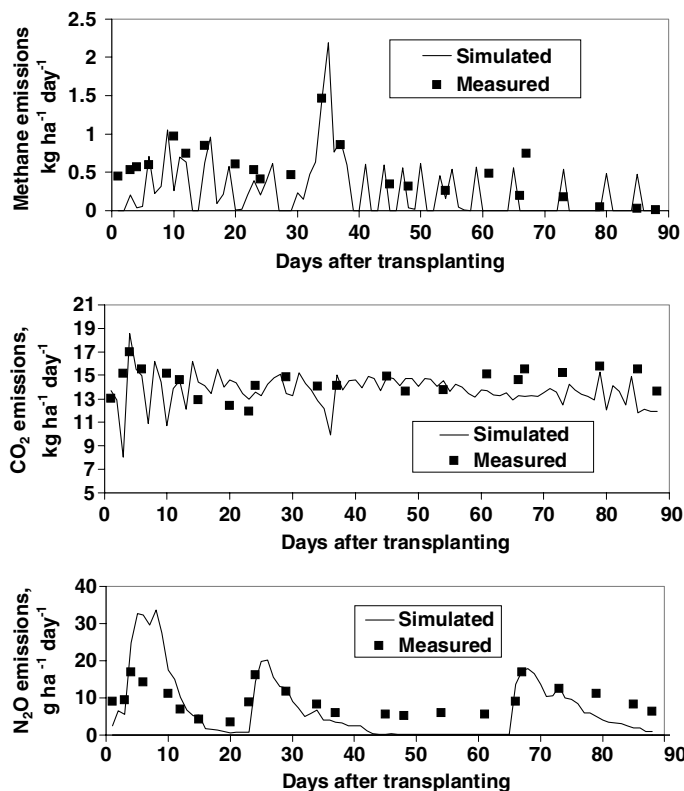 Methane emissions
kg ha⁻¹ day⁻¹
2.5
2
1.5
1
0.5
0
Simulated
Measured
0 10 20 30 40 50 60 70 80 90
Days after transplanting
CO₂ emissions,
kg ha⁻¹ day⁻¹
21
19
17
15
13
11
9
7
5
Simulated
Measured
0 10 20 30 40 50 60 70 80 90
Days after transplanting
N₂O emissions,
g ha⁻¹ day⁻¹
40
30
20
10
0
Simulated
Measured
0 10 20 30 40 50 60 70 80 90
Days after transplanting